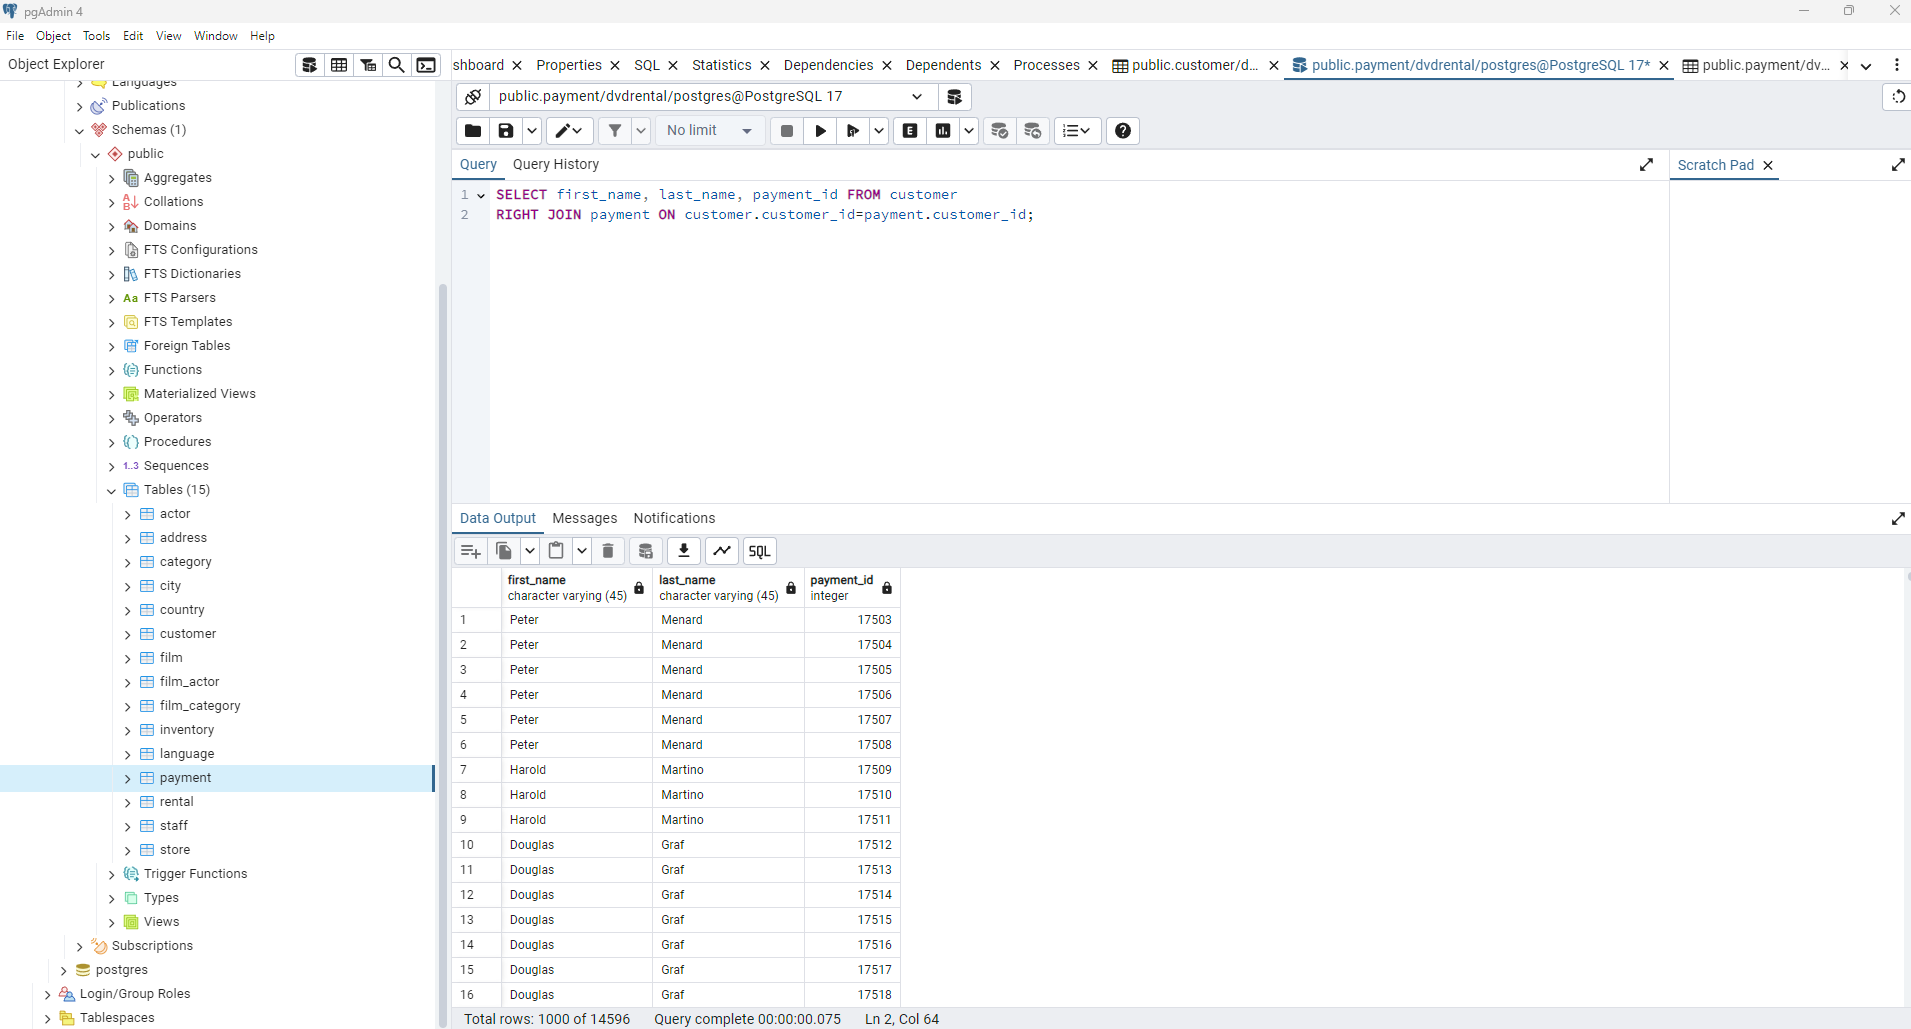 pgAdmin 4
File Object Tools Edit View Window Help
Object Explorer
Languages
Publications
Schemas (1)
public
Aggregates
Collations
Domains
FTS Configurations
FTS Dictionaries
Aa FTS Parsers
FTS Templates
Foreign Tables
Functions
Materialized Views
Operators
Procedures
1..3 Sequences
Tables (15)
actor
address
category
city
country
customer
film
film_actor
film_category
inventory
language
payment
rental
staff
store
Trigger Functions
Types
Views
Subscriptions
postgres
Login/Group Roles
Tablespaces
shboard Properties SQL Statistics Dependencies Dependents Processes public.customer/d... public.payment/dvdrental/postgres@PostgreSQL 17* public.payment/dv...
public.payment/dvdrental/postgres@PostgreSQL 17
No limit E
Query Query History Scratch Pad
1 SELECT first_name, last_name, payment_id FROM customer
2 RIGHT JOIN payment ON customer.customer_id=payment.customer_id;
Data Output Messages Notifications
SQL
first_name last_name payment_id
character varying (45) character varying (45) integer
1 Peter Menard 17503
2 Peter Menard 17504
3 Peter Menard 17505
4 Peter Menard 17506
5 Peter Menard 17507
6 Peter Menard 17508
7 Harold Martino 17509
8 Harold Martino 17510
9 Harold Martino 17511
10 Douglas Graf 17512
11 Douglas Graf 17513
12 Douglas Graf 17514
13 Douglas Graf 17515
14 Douglas Graf 17516
15 Douglas Graf 17517
16 Douglas Graf 17518
Total rows: 1000 of 14596 Query complete 00:00:00.075 Ln 2, Col 64